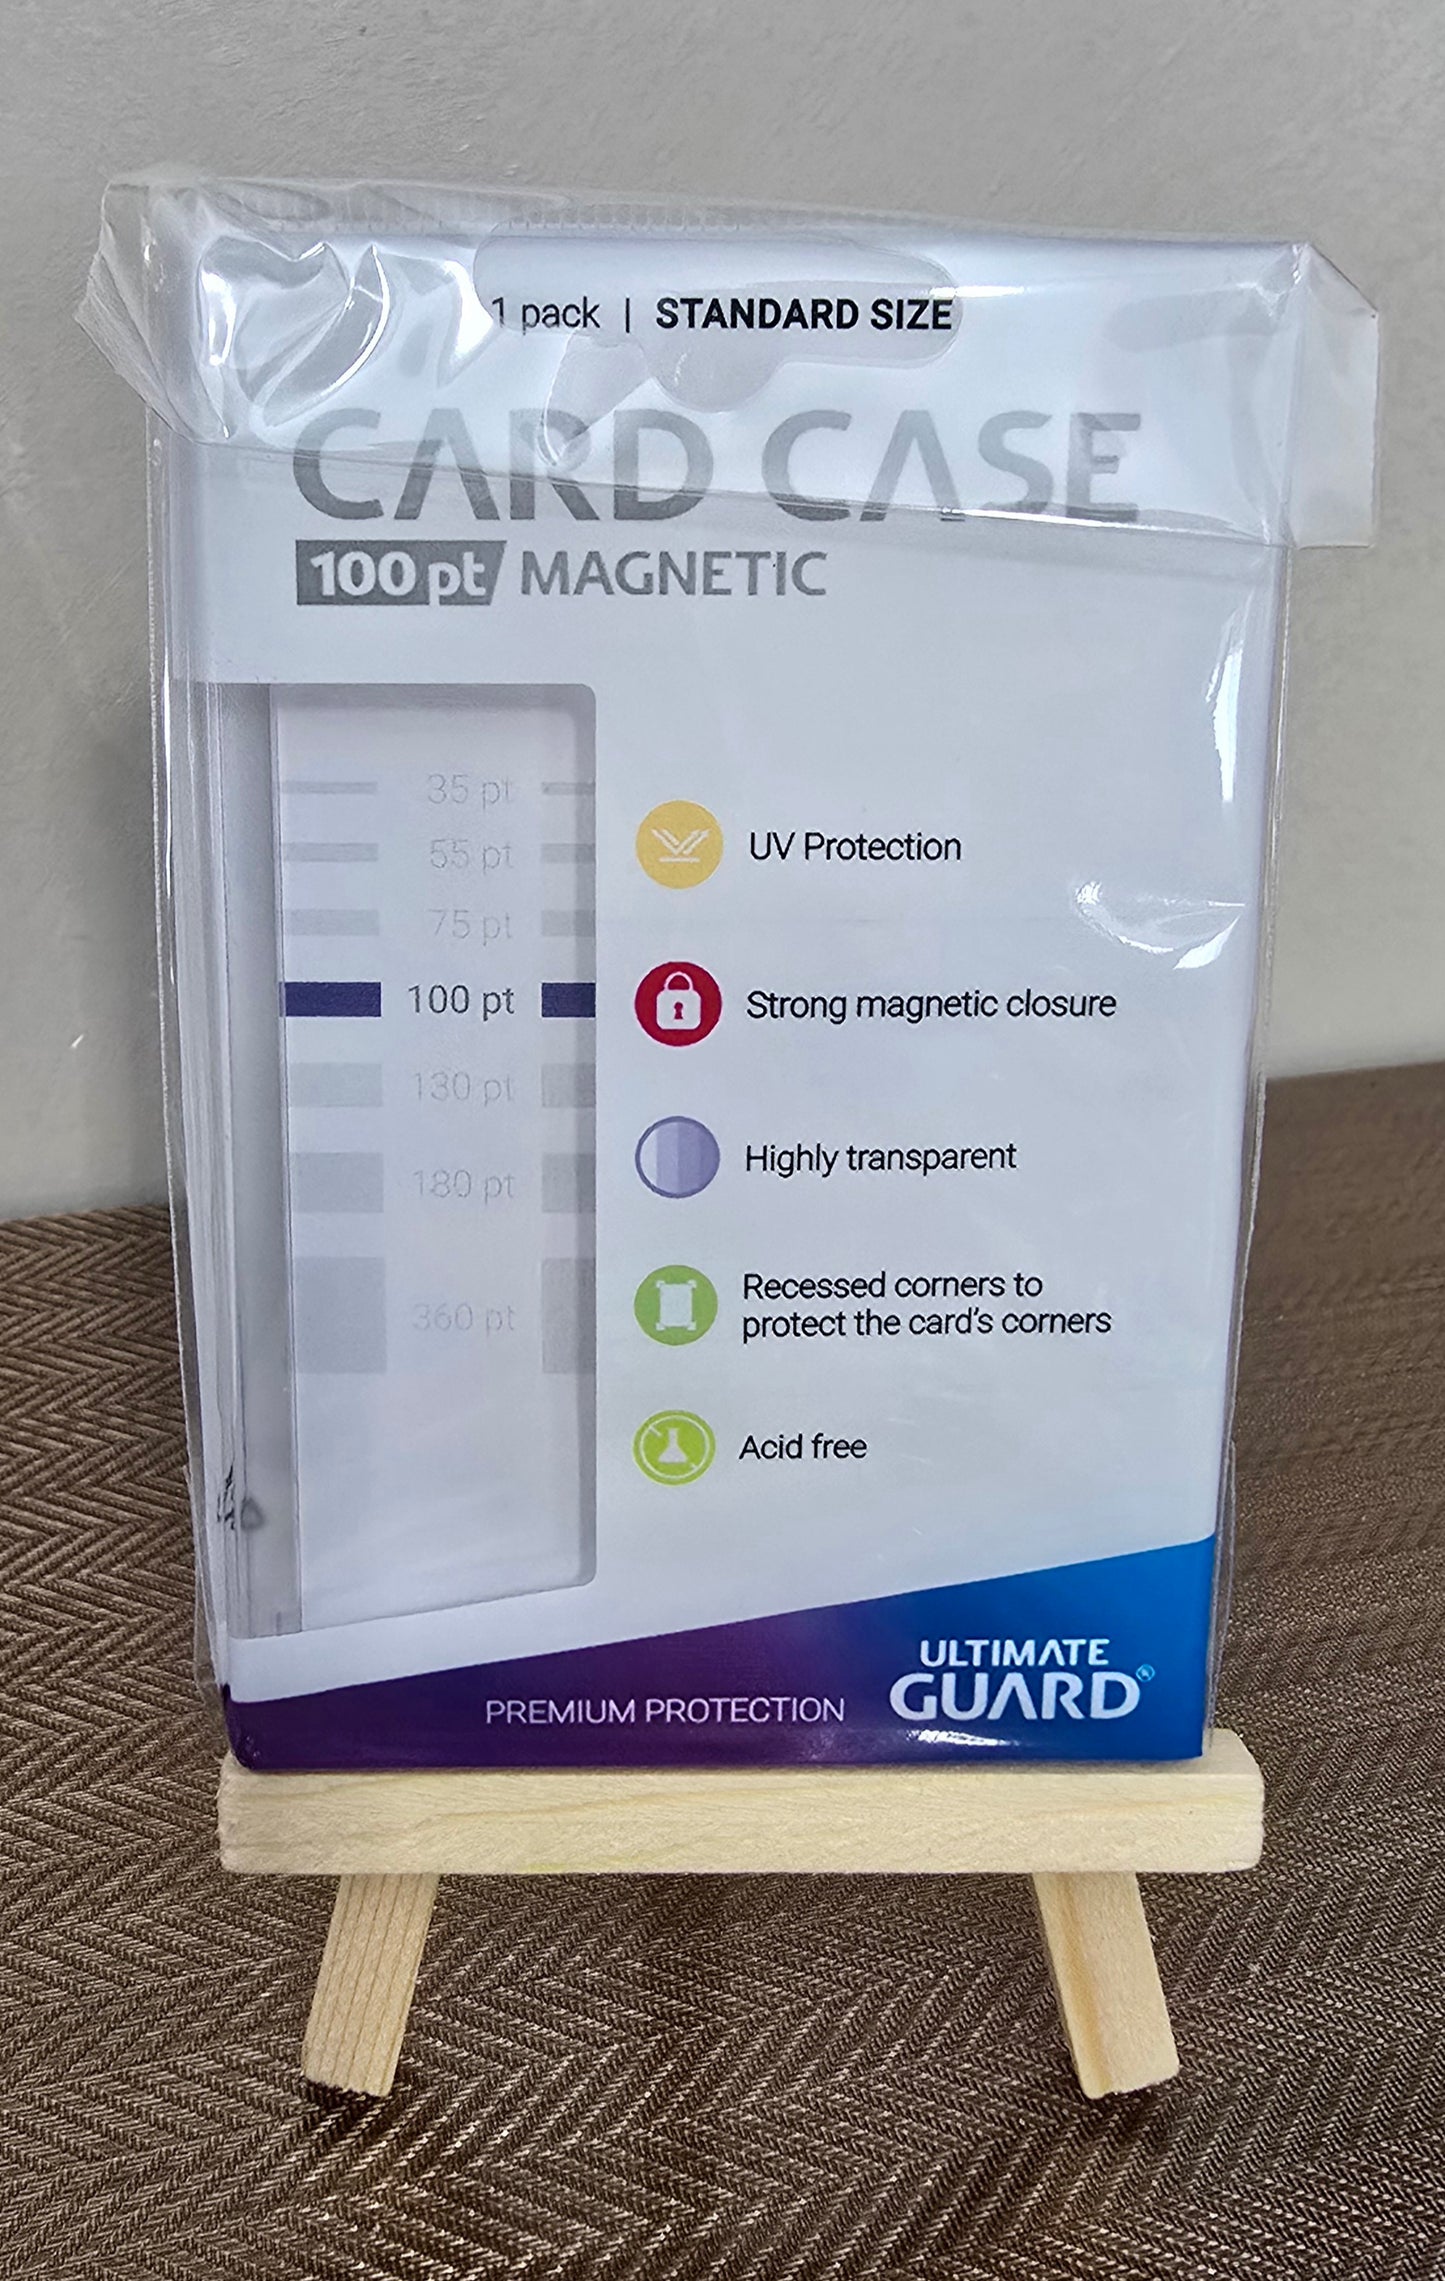 1 pack | STANDARD SIZE
CARD CASE
100 pt MAGNETIC
35 pt
55 pt
75 pt
100 pt
130 pt
180 pt
360 pt
UV Protection
Strong magnetic closure
Highly transparent
Recessed corners to
protect the card's corners
Acid free
PREMIUM PROTECTION
ULTIMATE
GUARD®